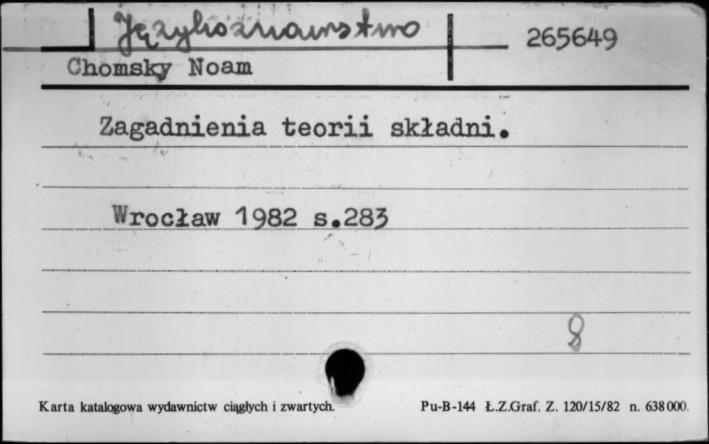 Językoznawstwo 265649
Chomsky Noam
Zagadnienia teorii składni.
Wrocław 1982 s.283
8
Karta katalogowa wydawnictw ciągłych i zwartych. Pu-B-144 Ł.Z.Graf. Z. 120/15/82 n. 638000.